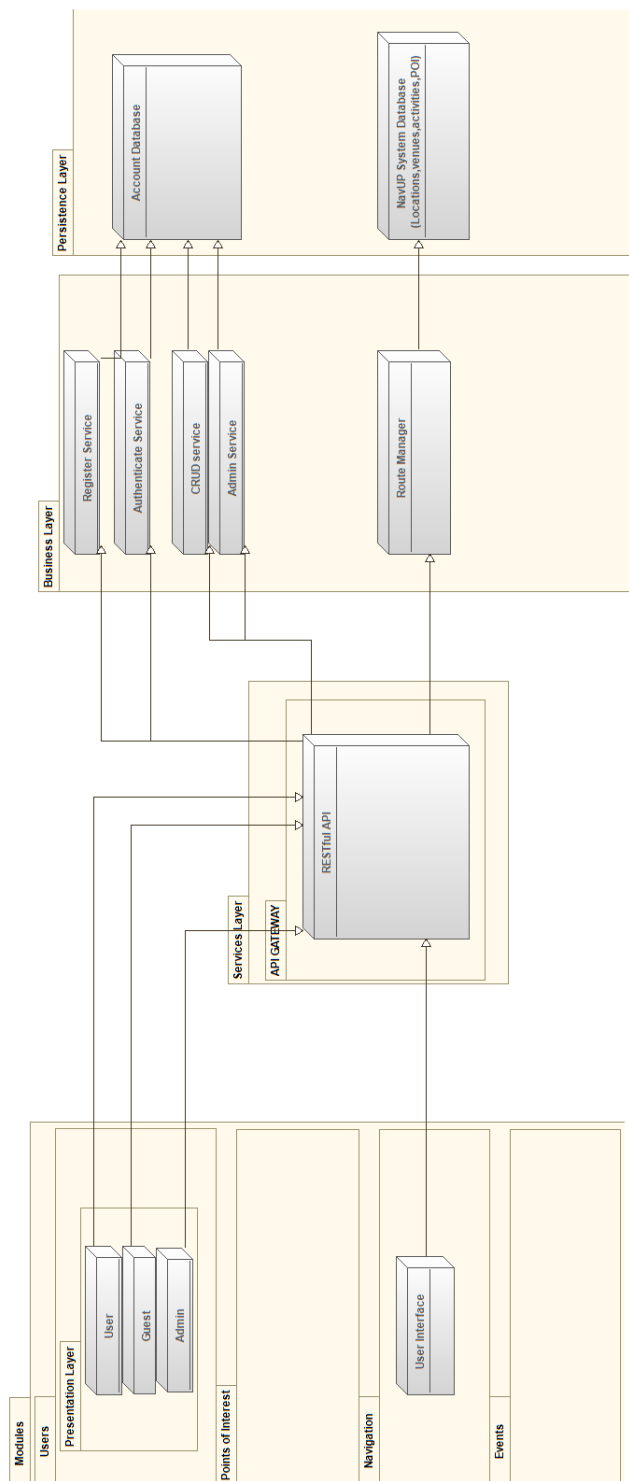 Modules
Users
Presentation Layer
User
Guest
Admin
Points of Interest
Navigation
User Interface
Events
Services Layer
API GATEWAY
RESTful API
Business Layer
Register Service
Authenticate Service
CRUD service
Admin Service
Route Manager
Persistence Layer
Account Database
NavUP System Database
(Locations,venues,activities,POI)